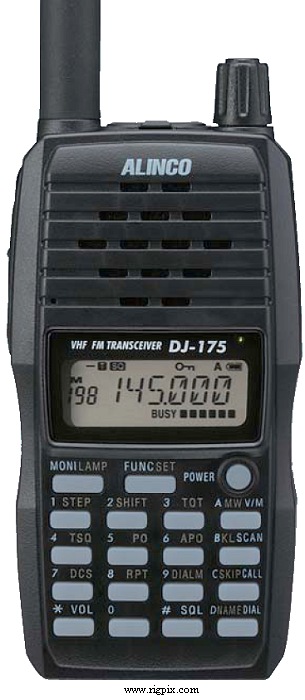 ALINCO
VHF FM TRANSCEIVER DJ-175
− T SQ A
M 198 145.000
BUSY
MONI LAMP FUNC SET POWER
1 STEP 2 SHIFT 3 TOT A MW V/M
4 TSQ 5 PO 6 APO B KL SCAN
7 DCS 8 RPT 9 DIALM C SKIP CALL
* VOL 0 # SQL D NAME DIAL
www.rigpix.com